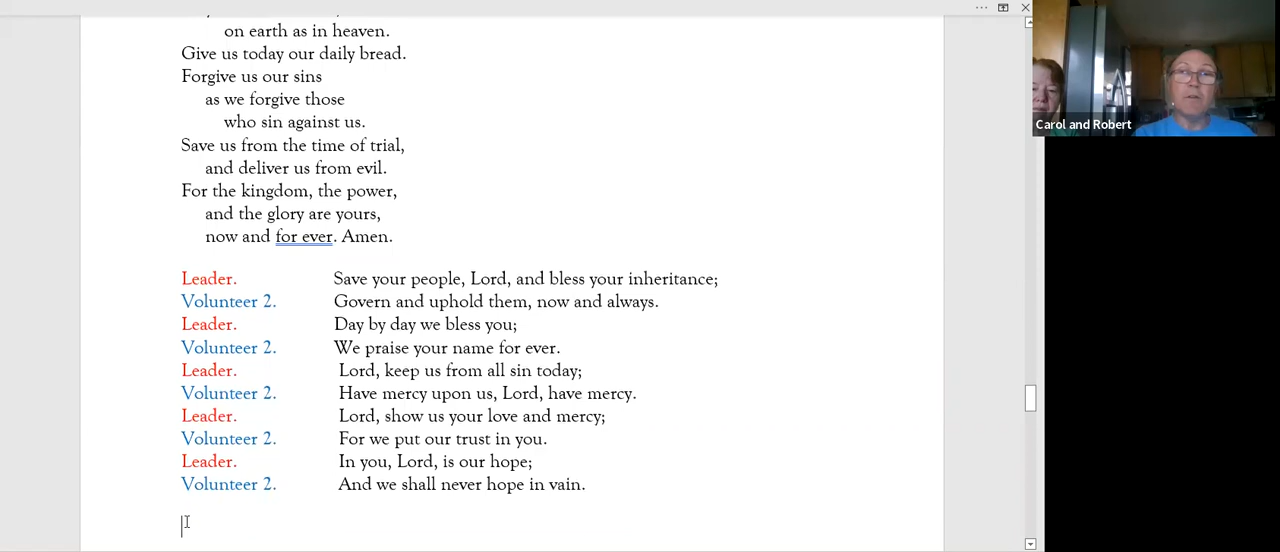 on earth as in heaven.
Give us today our daily bread.
Forgive us our sins
as we forgive those
who sin against us.
Save us from the time of trial,
and deliver us from evil.
For the kingdom, the power,
and the glory are yours,
now and for ever. Amen.
Leader. Save your people, Lord, and bless your inheritance;
Volunteer 2. Govern and uphold them, now and always.
Leader. Day by day we bless you;
Volunteer 2. We praise your name for ever.
Leader. Lord, keep us from all sin today;
Volunteer 2. Have mercy upon us, Lord, have mercy.
Leader. Lord, show us your love and mercy;
Volunteer 2. For we put our trust in you.
Leader. In you, Lord, is our hope;
Volunteer 2. And we shall never hope in vain.
Carol and Robert